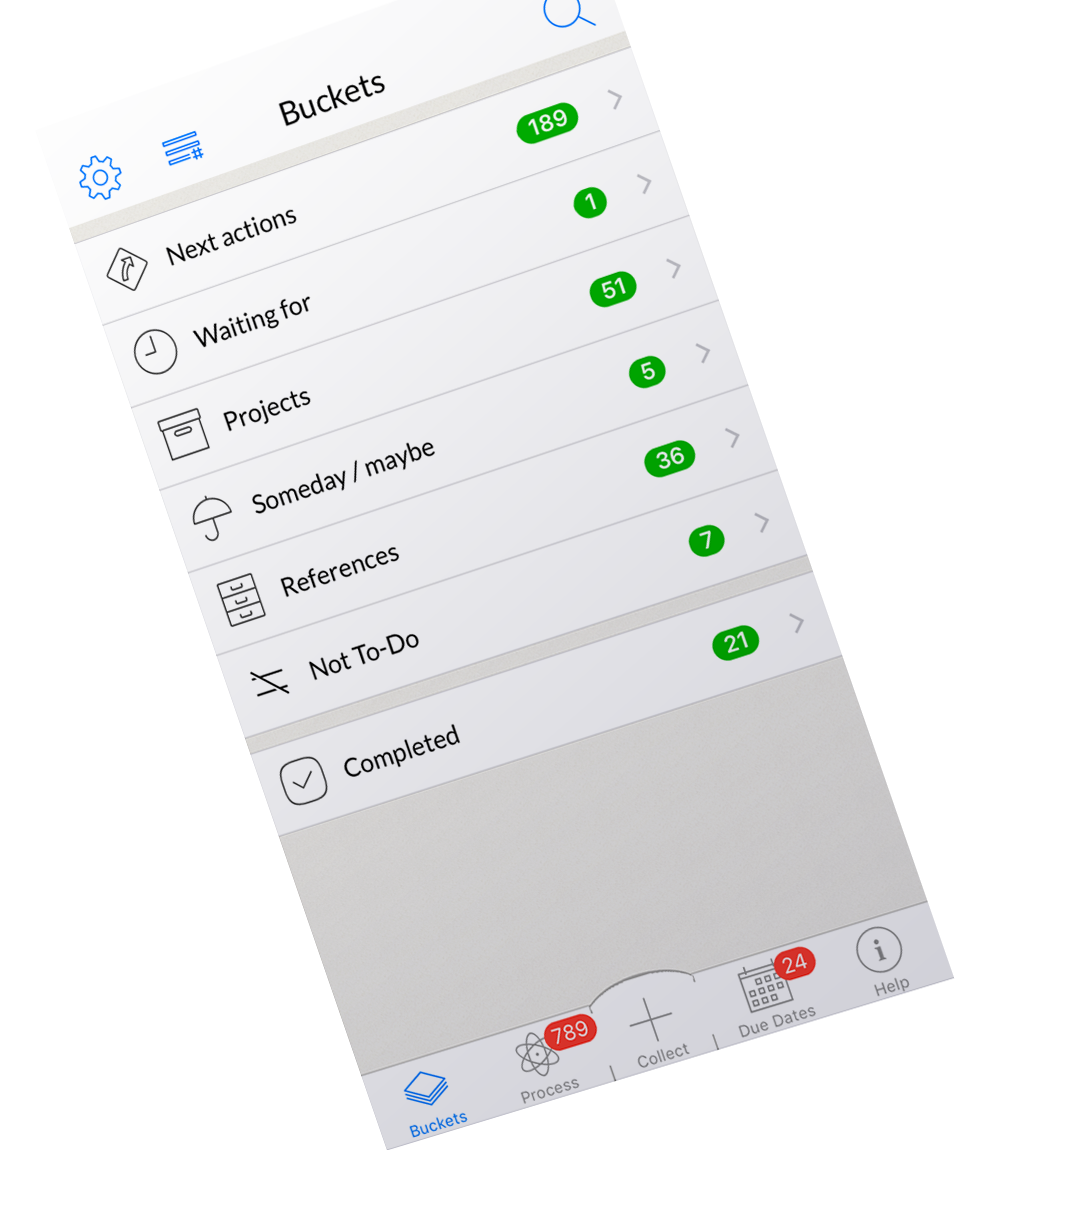 Buckets
Next actions 189
Waiting for 1
Projects 51
Someday / maybe 5
References 36
Not To-Do 7
Completed 21
Buckets
Process 789
Collect
Due Dates 24
Help